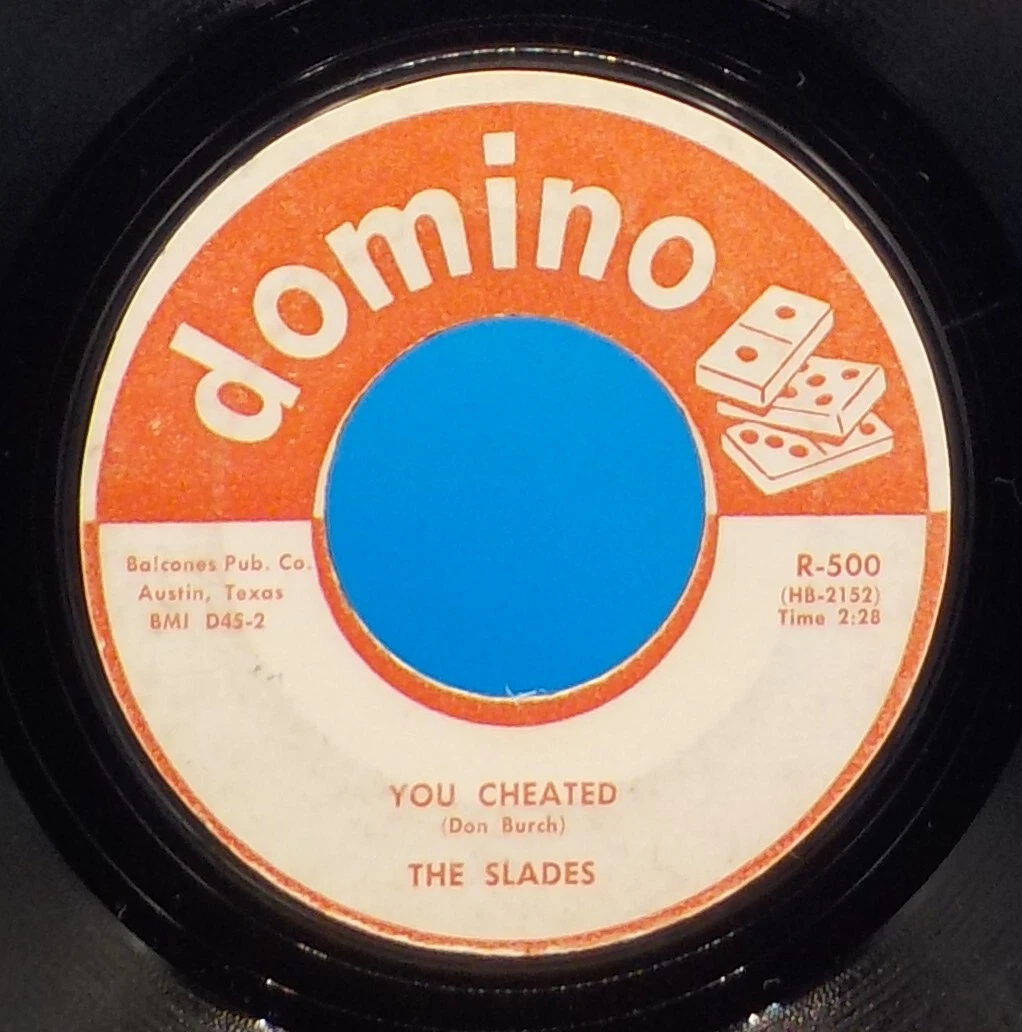 domino
Balcones Pub. Co.
Austin, Texas
BMI D45-2
R-500
(HB-2152)
Time 2:28
YOU CHEATED
(Don Burch)
THE SLADES